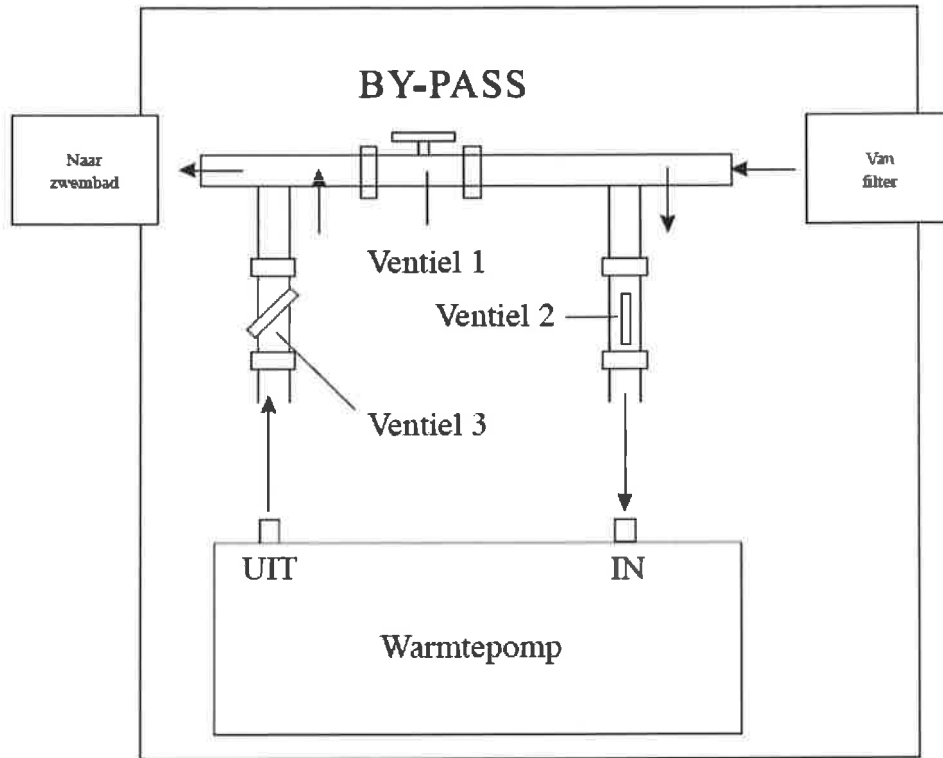 BY-PASS
Naar
zwembad
Van
filter
Ventiel 1
Ventiel 2
Ventiel 3
UIT
IN
Warmtepomp